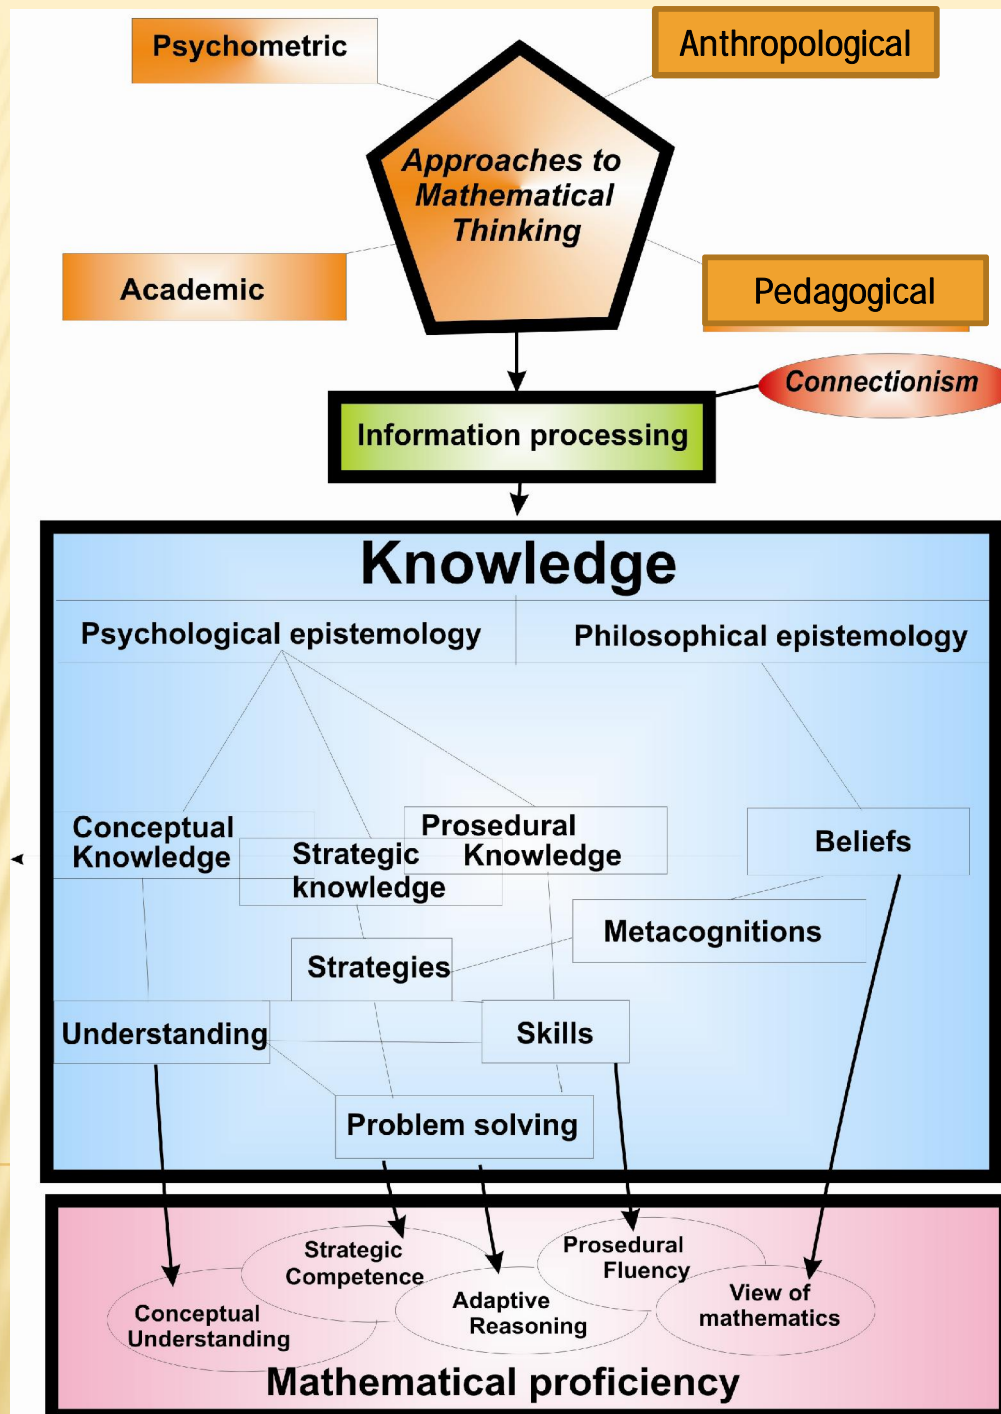 Psychometric
Anthropological
Approaches to
Mathematical
Thinking
Academic
Pedagogical
Connectionism
Information processing
Knowledge
Psychological epistemology
Philosophical epistemology
Conceptual
Knowledge
Strategic
knowledge
Prosedural
Knowledge
Beliefs
Metacognitions
Strategies
Understanding
Skills
Problem solving
Strategic
Competence
Prosedural
Fluency
Conceptual
Understanding
Adaptive
Reasoning
View of
mathematics
Mathematical proficiency